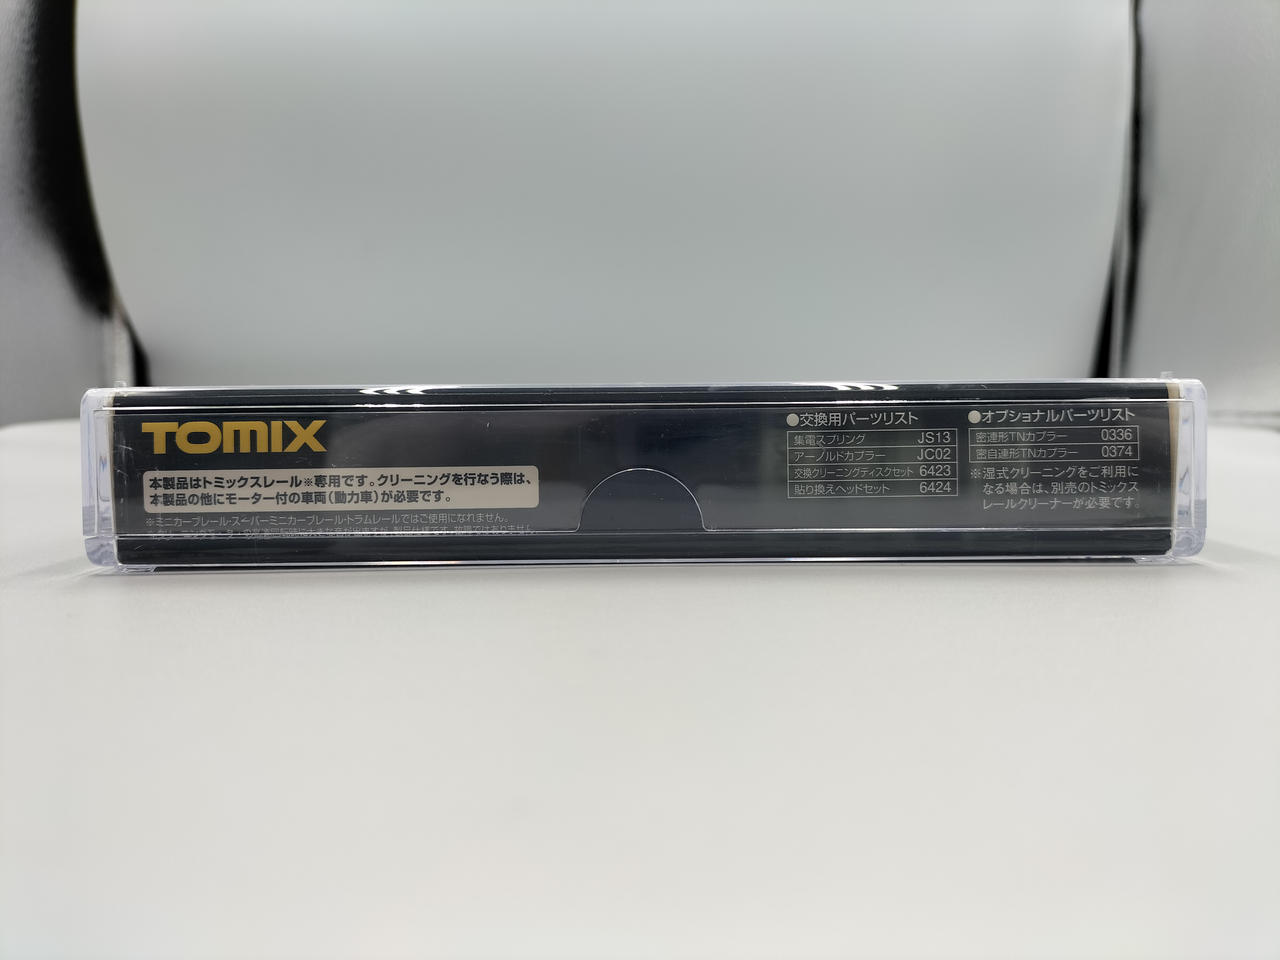 TOMIX
本製品はトミックスレール※専用です。クリーニングを行なう際は、
本製品の他にモーター付の車両(動力車)が必要です。
※ミニカーブレール・スーパーミニカーブレール・トラムレールではご使用になれません。
●交換用パーツリスト
集電スプリング JS13
アーノルドカプラー JC02
交換クリーニングディスクセット 6423
貼り換えヘッドセット 6424
●オプショナルパーツリスト
密連形TNカプラー 0336
密自連形TNカプラー 0374
※湿式クリーニングをご利用に
なる場合は、別売のトミックス
レールクリーナーが必要です。